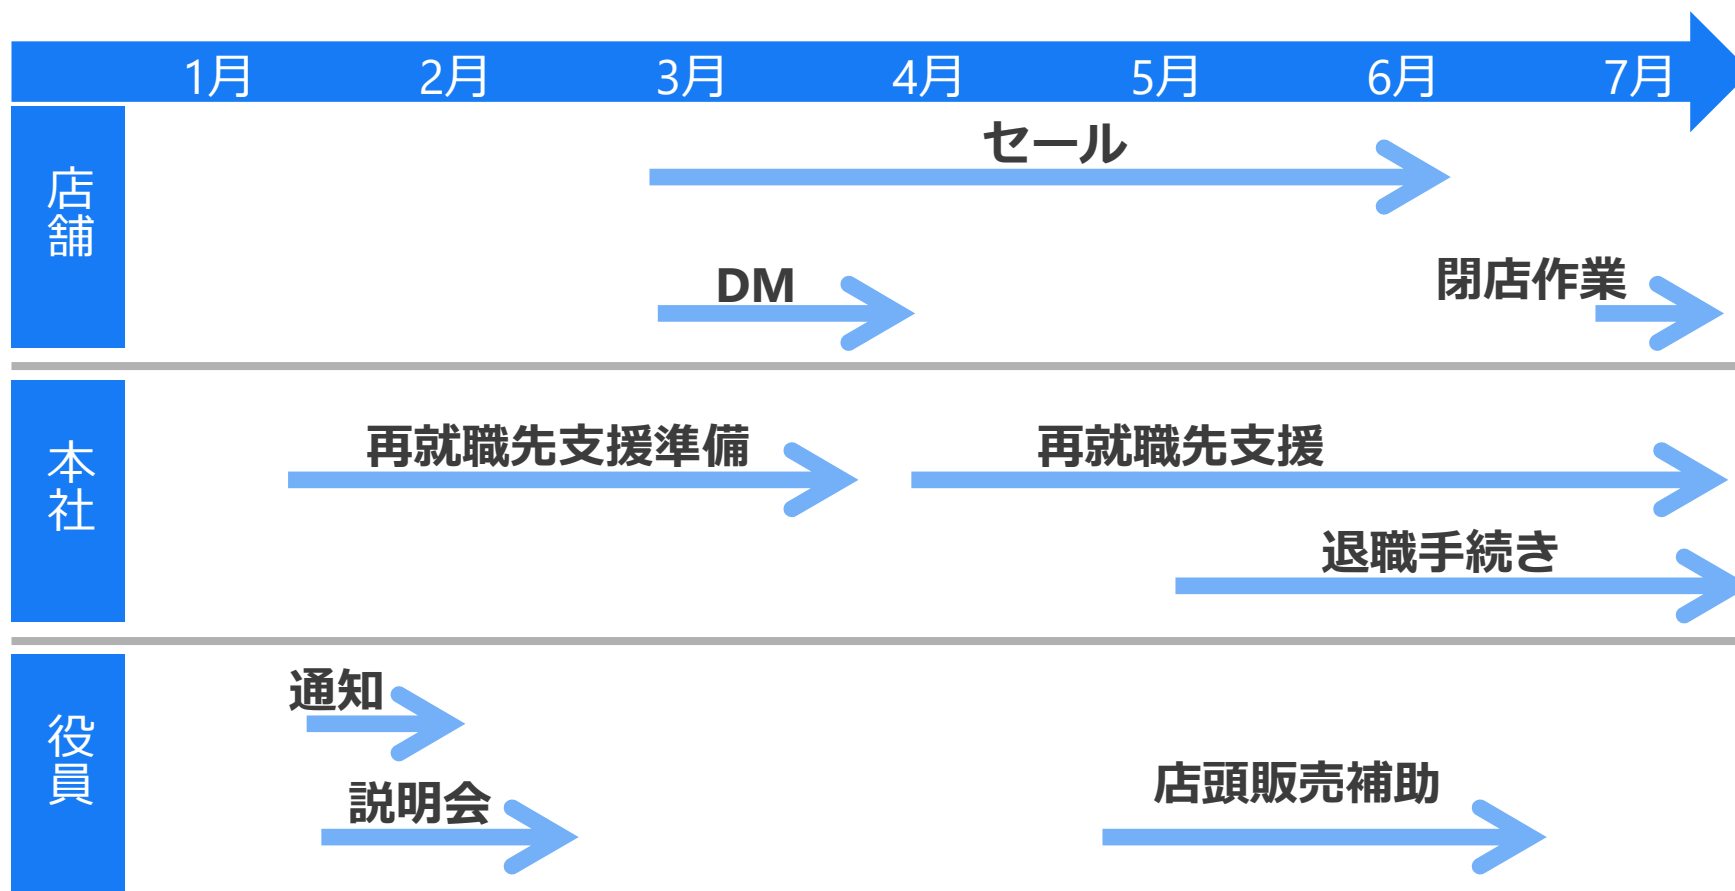 1月 2月 3月 4月 5月 6月 7月
店舗
セール
DM
閉店作業
本社
再就職先支援準備
再就職先支援
退職手続き
役員
通知
説明会
店頭販売補助